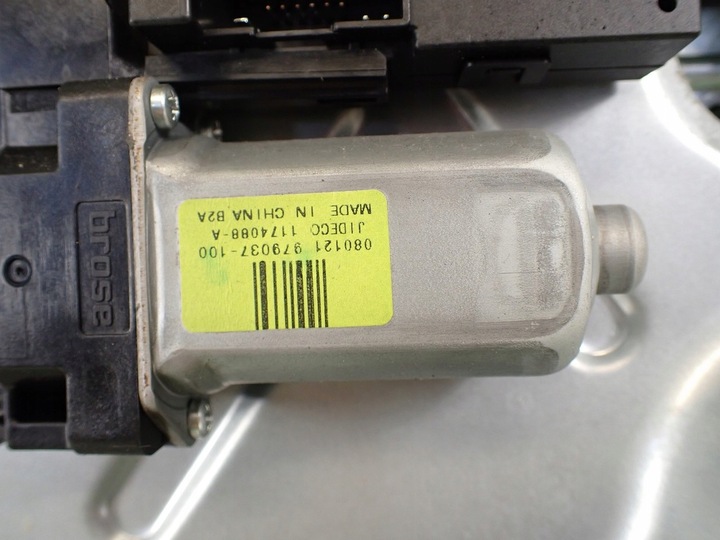 brose
080121 979037-100
JIDECO 1174088-A
MADE IN CHINA B2A